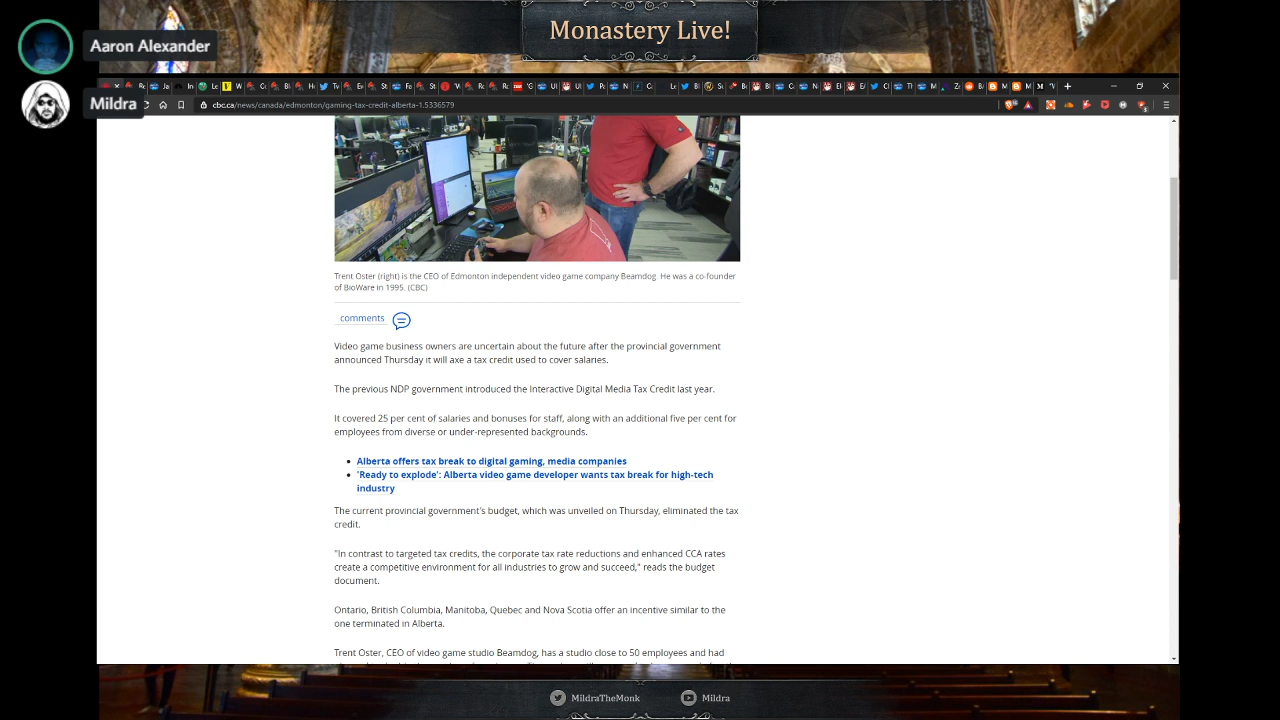 Monastery Live!
Aaron Alexander
Mildra
cbc.ca/news/canada/edmonton/gaming-tax-credit-alberta-1.5336579
Trent Oster (right) is the CEO of Edmonton independent video game company Beamdog. He was a co-founder
of BioWare in 1995. (CBC)
comments
Video game business owners are uncertain about the future after the provincial government
announced Thursday it will axe a tax credit used to cover salaries.
The previous NDP government introduced the Interactive Digital Media Tax Credit last year.
It covered 25 per cent of salaries and bonuses for staff, along with an additional five per cent for
employees from diverse or under-represented backgrounds.
Alberta offers tax break to digital gaming, media companies
'Ready to explode': Alberta video game developer wants tax break for high-tech
industry
The current provincial government's budget, which was unveiled on Thursday, eliminated the tax
credit.
"In contrast to targeted tax credits, the corporate tax rate reductions and enhanced CCA rates
create a competitive environment for all industries to grow and succeed," reads the budget
document.
Ontario, British Columbia, Manitoba, Quebec and Nova Scotia offer an incentive similar to the
one terminated in Alberta.
Trent Oster, CEO of video game studio Beamdog, has a studio close to 50 employees and had
MildraTheMonk
Mildra